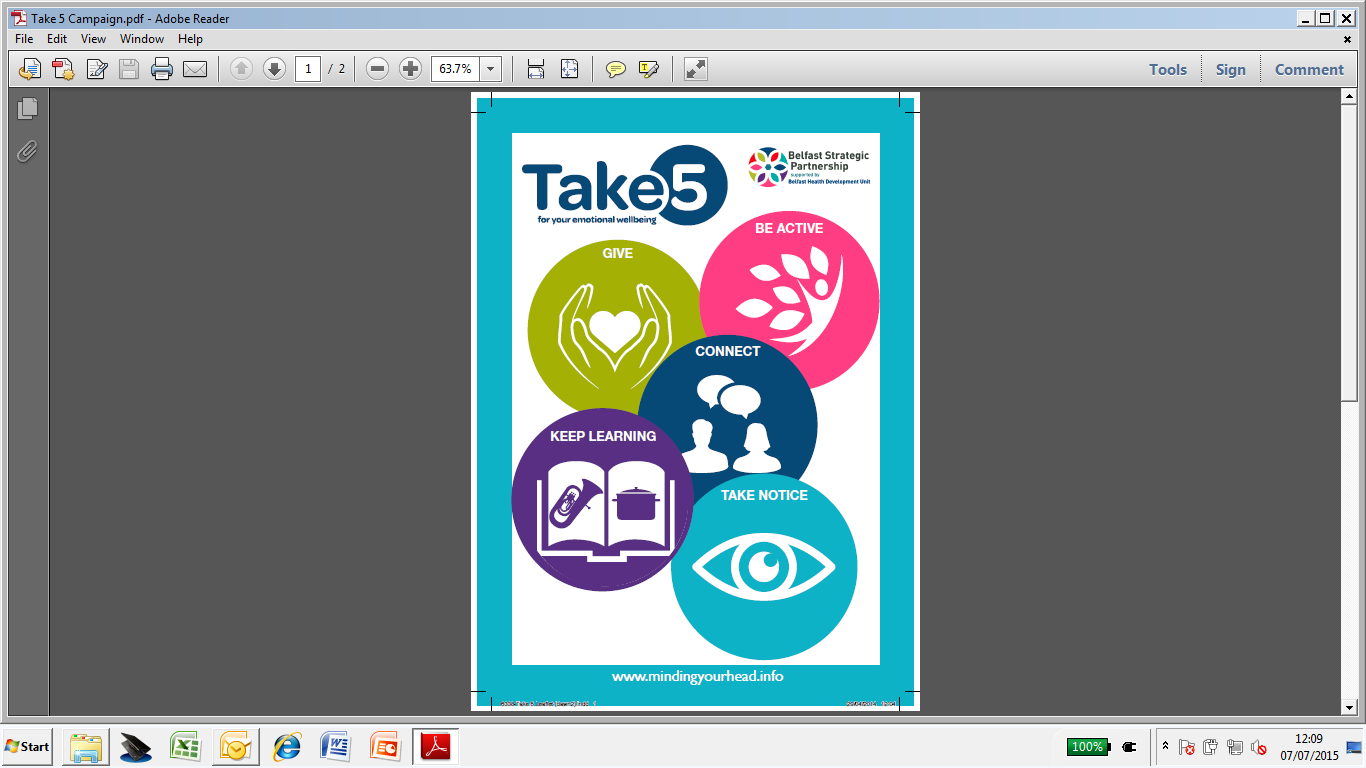 Take 5 Campaign.pdf - Adobe Reader
File Edit View Window Help
1 / 2 63.7% Tools Sign Comment
Take5
for your emotional wellbeing
Belfast Strategic
Partnership
supported by
Belfast Health Development Unit
BE ACTIVE
GIVE
CONNECT
KEEP LEARNING
TAKE NOTICE
www.mindingyourhead.info
Start 100% 12:09
07/07/2015